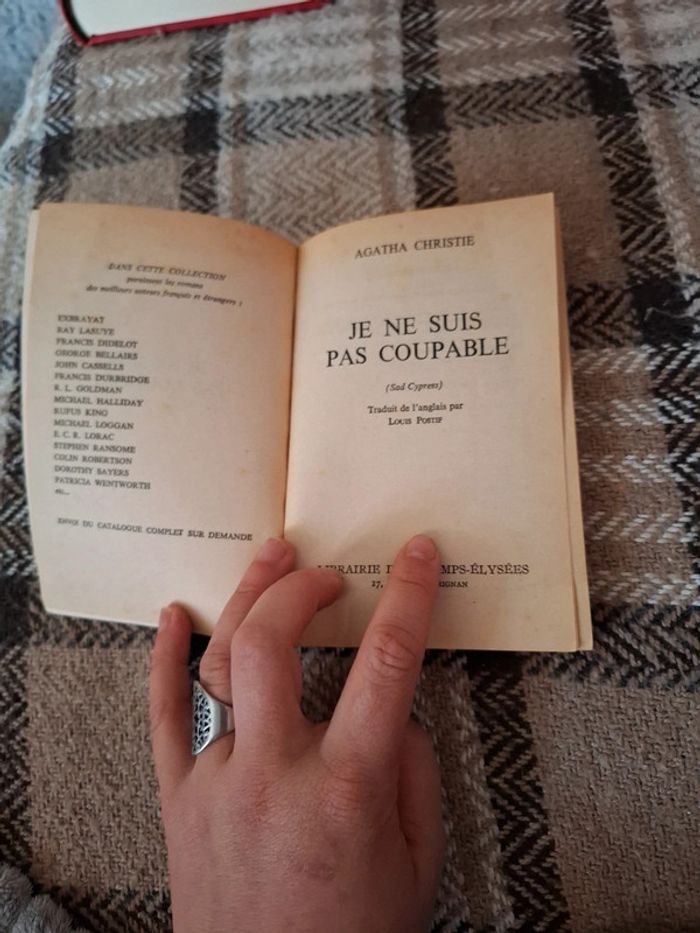 DANS CETTE COLLECTION
paraissent les romans
des meilleurs auteurs français et étrangers :
EXBRAYAT
RAY LASUYE
FRANCIS DIDELOT
GEORGE BELLAIRS
JOHN CASSELLS
FRANCIS DURBRIDGE
R. L. GOLDMAN
MICHAEL HALLIDAY
RUFUS KING
MICHAEL LOGGAN
E. C. R. LORAC
STEPHEN RANSOME
COLIN ROBERTSON
DOROTHY SAYERS
PATRICIA WENTWORTH
etc...
ENVOI DU CATALOGUE COMPLET SUR DEMANDE
AGATHA CHRISTIE
JE NE SUIS
PAS COUPABLE
(Sad Cypress)
Traduit de l'anglais par
LOUIS POSTIF
LIBRAIRIE D MPS-ÉLYSÉES
17, RIGNAN